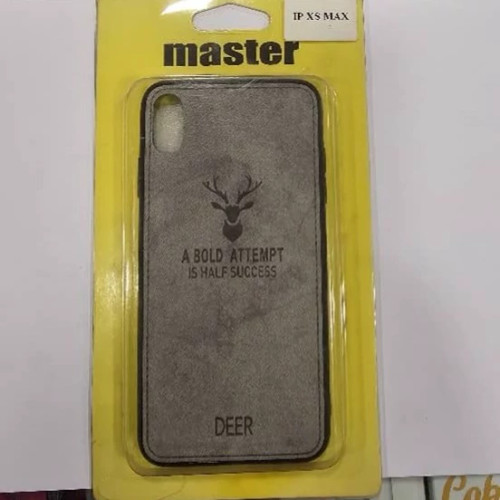 IP XS MAX
master
A BOLD ATTEMPT
IS HALF SUCCESS
DEER